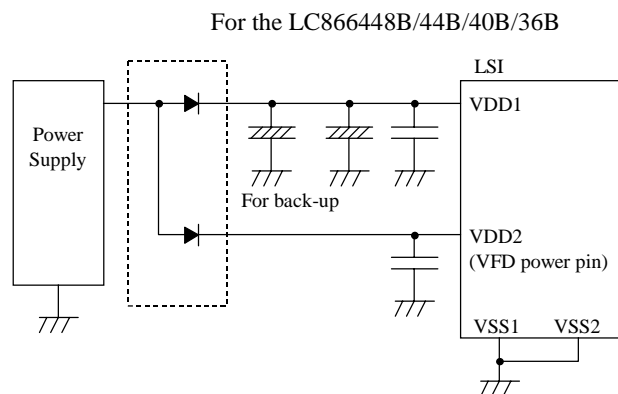 For the LC866448B/44B/40B/36B
LSI
VDD1
Power
Supply
For back-up
VDD2
(VFD power pin)
VSS1 VSS2